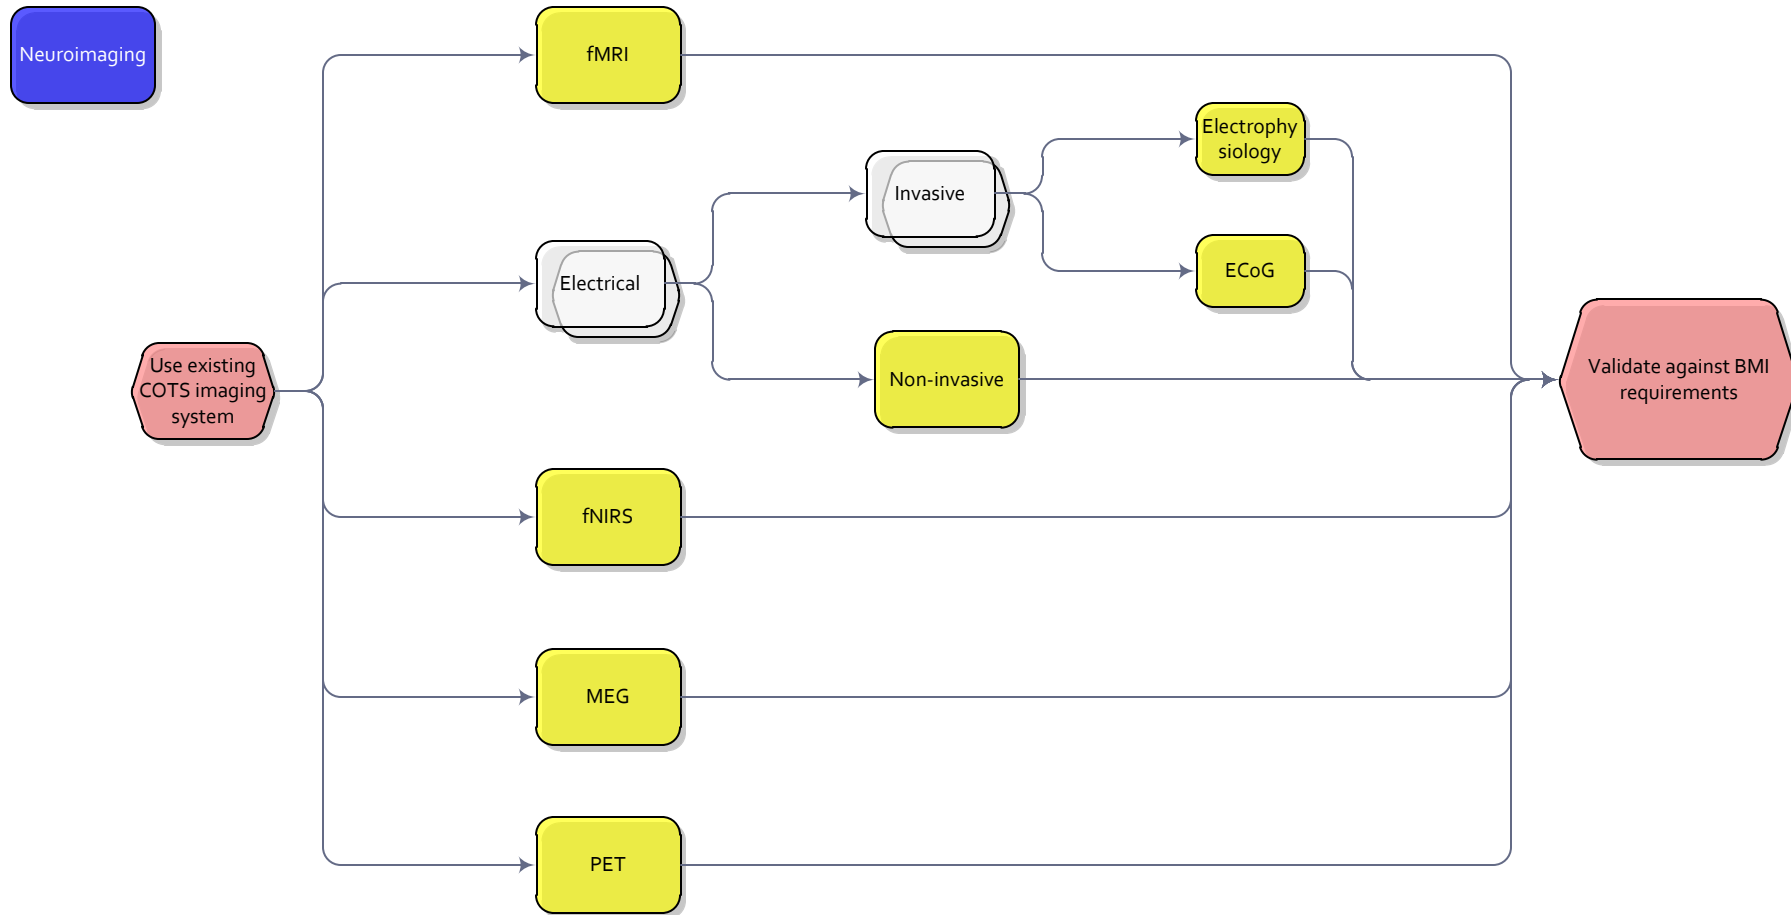 Neuroimaging
fMRI
Electrophy
siology
Invasive
ECoG
Electrical
Use existing
COTS imaging
system
Non-invasive
Validate against BMI
requirements
fNIRS
MEG
PET